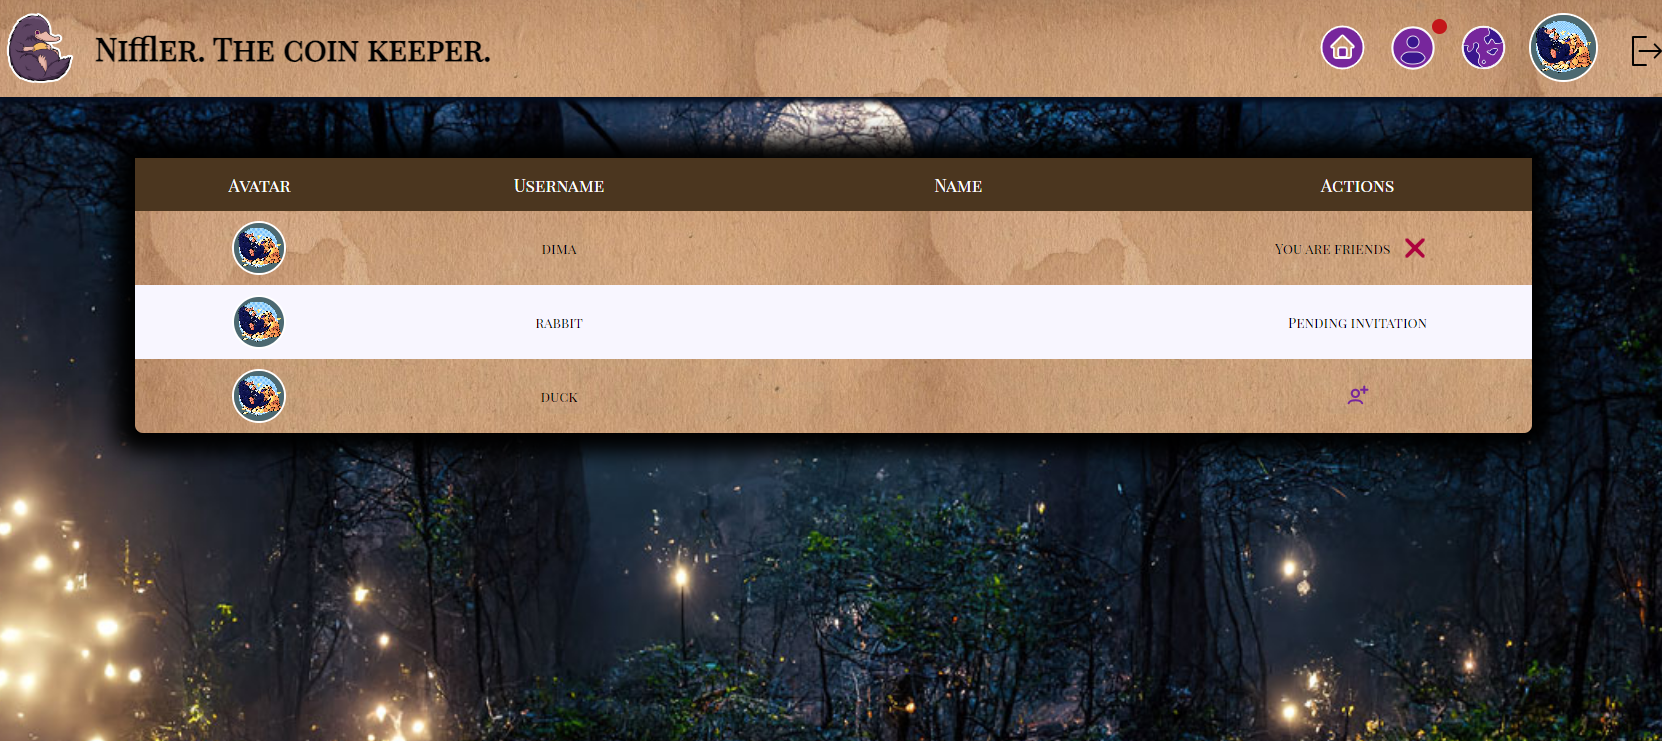 Niffler. The coin keeper.
Avatar Username Name Actions
dima You are friends
rabbit Pending invitation
duck